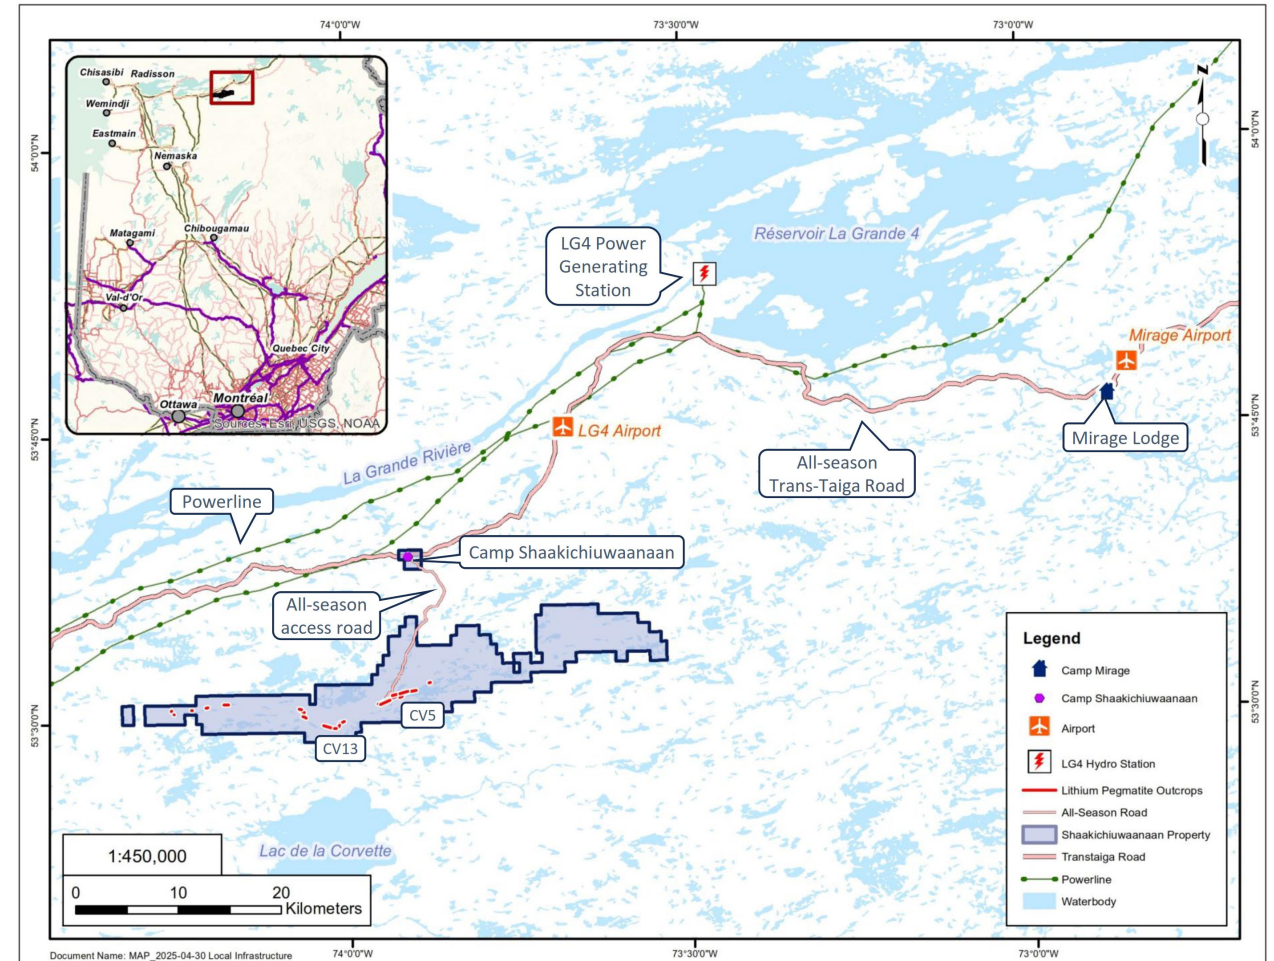 74°0'0"W
73°30'0"W
73°0'0"W
54°0'0"N
53°45'0"N
53°30'0"N
54°0'0"N
53°45'0"N
53°30'0"N
Chisasibi
Radisson
Wemindji
Eastmain
Nemaska
Matagami
Chibougamau
Val-d'Or
Quebec City
Ottawa
Montréal
Sources: Esri, USGS, NOAA
N
LG4 Power
Generating
Station
Réservoir La Grande 4
Mirage Airport
Mirage Lodge
LG4 Airport
All-season
Trans-Taiga Road
La Grande Rivière
Powerline
Camp Shaakichiuwaanaan
All-season
access road
CV5
CV13
Lac de la Corvette
1:450,000
0
10
20
Kilometers
Legend
Camp Mirage
Camp Shaakichiuwaanaan
Airport
LG4 Hydro Station
Lithium Pegmatite Outcrops
All-Season Road
Shaakichiuwaanaan Property
Transtaiga Road
Powerline
Waterbody
74°0'0"W
73°30'0"W
73°0'0"W
Document Name: MAP_2025-04-30 Local Infrastructure